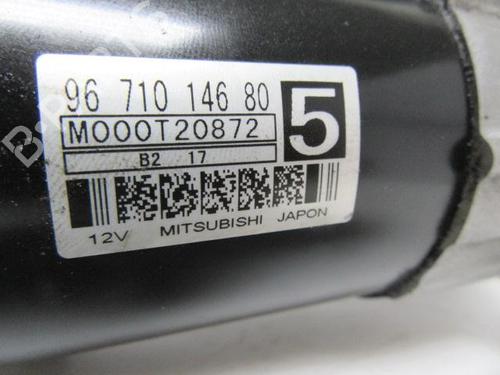 96 710 146 80
5
M000T20872
B2 17
12V MITSUBISHI JAPON